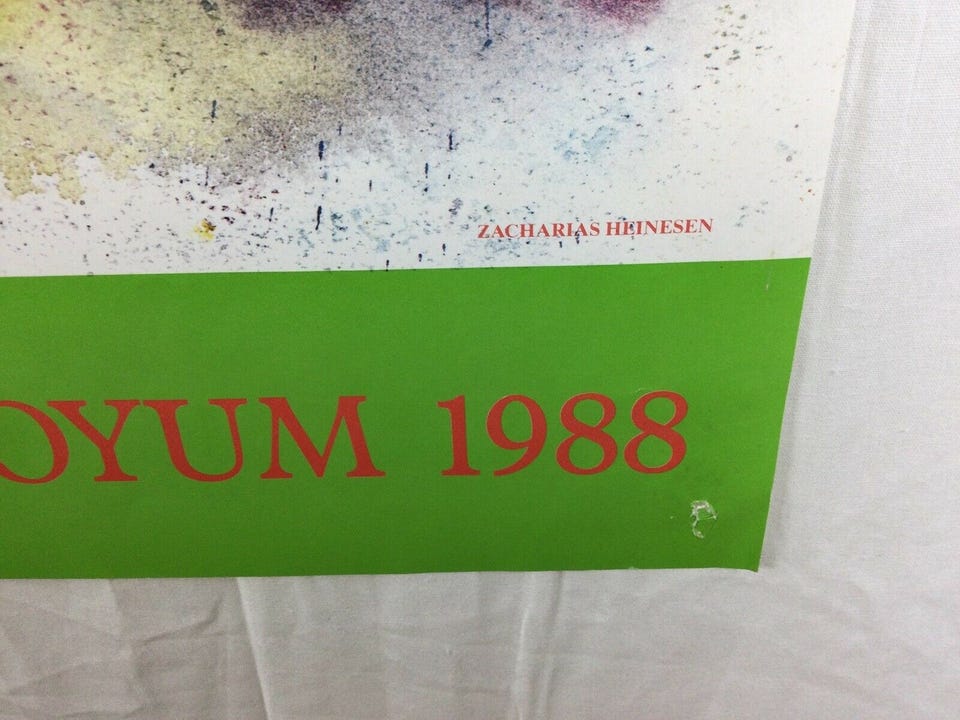 ZACHARIAS HEINESEN
OYUM 1988